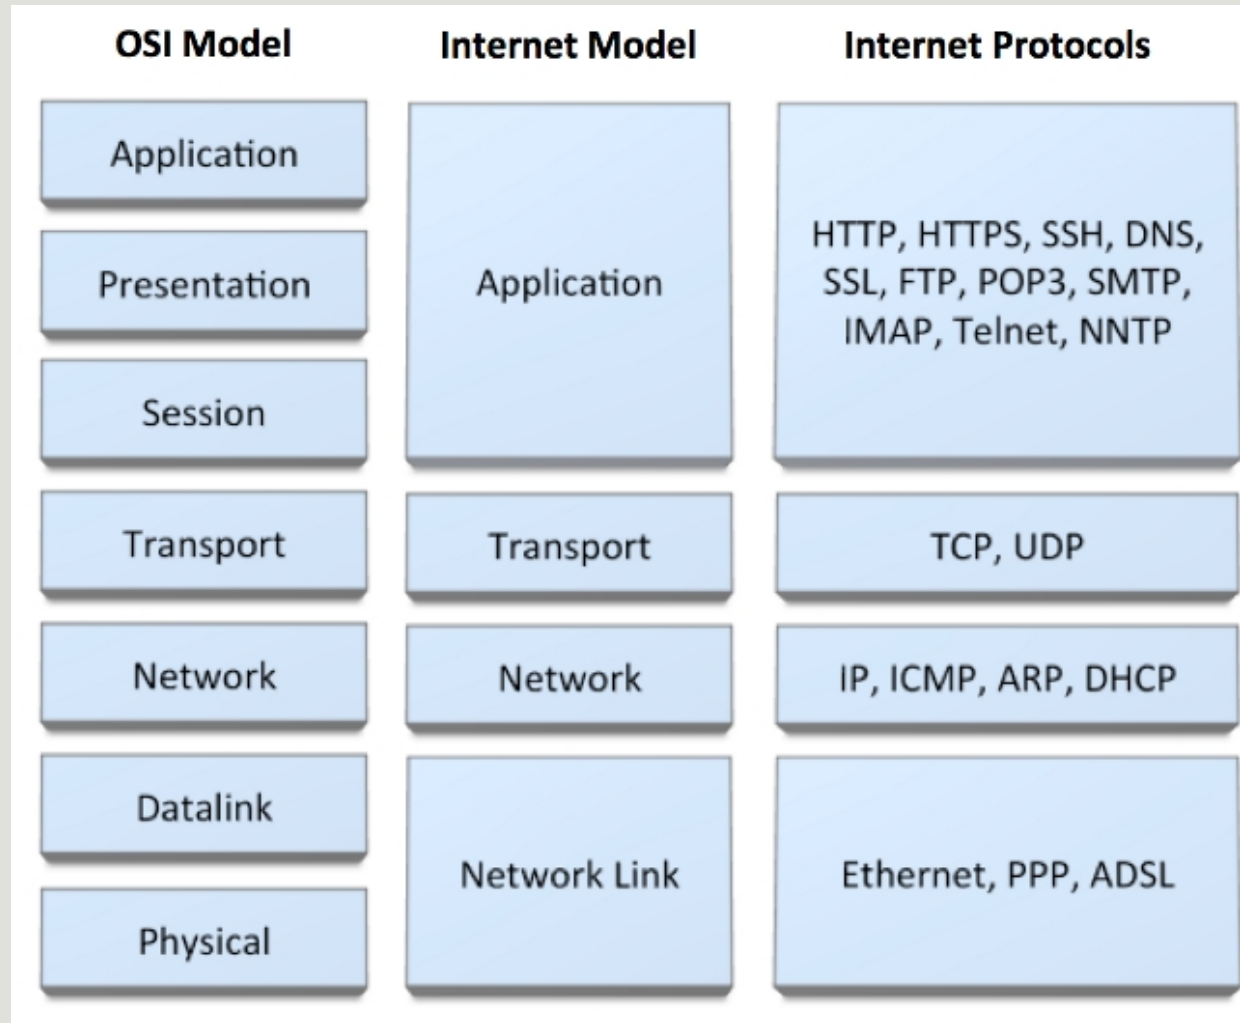 OSI Model
Internet Model
Internet Protocols
Application
Presentation
Session
Transport
Network
Datalink
Physical
Application
Transport
Network
Network Link
HTTP, HTTPS, SSH, DNS,
SSL, FTP, POP3, SMTP,
IMAP, Telnet, NNTP
TCP, UDP
IP, ICMP, ARP, DHCP
Ethernet, PPP, ADSL